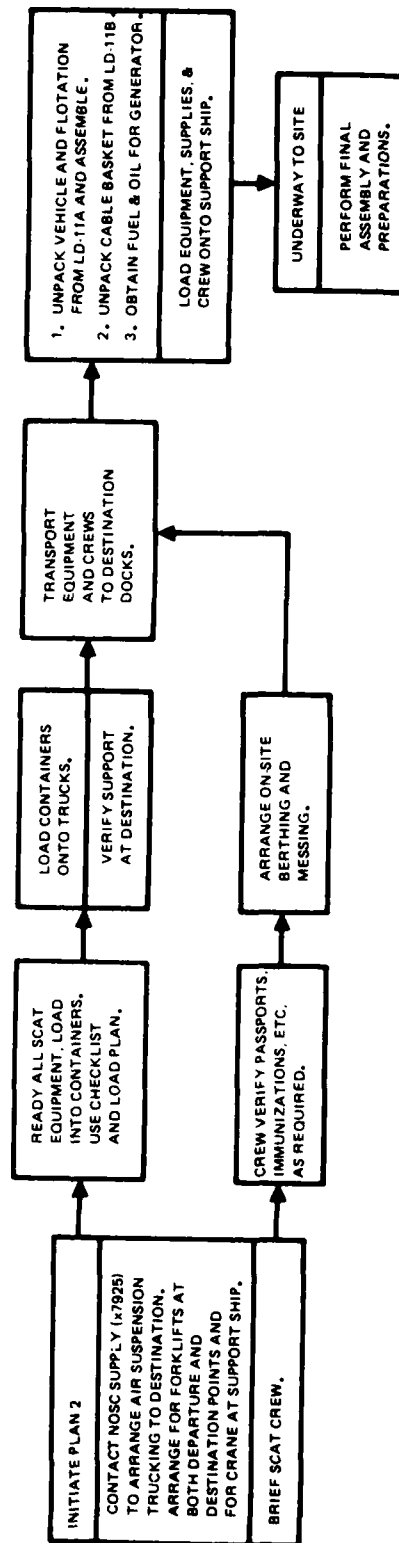 INITIATE PLAN 2
CONTACT NOSC SUPPLY (x7925)
TO ARRANGE AIR SUSPENSION
TRUCKING TO DESTINATION.
ARRANGE FOR FORKLIFTS AT
BOTH DEPARTURE AND
DESTINATION POINTS AND
FOR CRANE AT SUPPORT SHIP.
BRIEF SCAT CREW.
READY ALL SCAT
EQUIPMENT, LOAD
INTO CONTAINERS.
USE CHECKLIST
AND LOAD PLAN.
CREW VERIFY PASSPORTS,
IMMUNIZATIONS, ETC.
AS REQUIRED.
LOAD CONTAINERS
ONTO TRUCKS.
VERIFY SUPPORT
AT DESTINATION.
ARRANGE ON-SITE
BERTHING AND
MESSING.
TRANSPORT
EQUIPMENT
AND CREWS
TO DESTINATION
DOCKS.
1. UNPACK VEHICLE AND FLOTATION
FROM LD-11A AND ASSEMBLE.
2. UNPACK CABLE BASKET FROM LD-11B.
3. OBTAIN FUEL & OIL FOR GENERATOR.
LOAD EQUIPMENT, SUPPLIES, &
CREW ONTO SUPPORT SHIP.
UNDERWAY TO SITE
PERFORM FINAL
ASSEMBLY AND
PREPARATIONS.